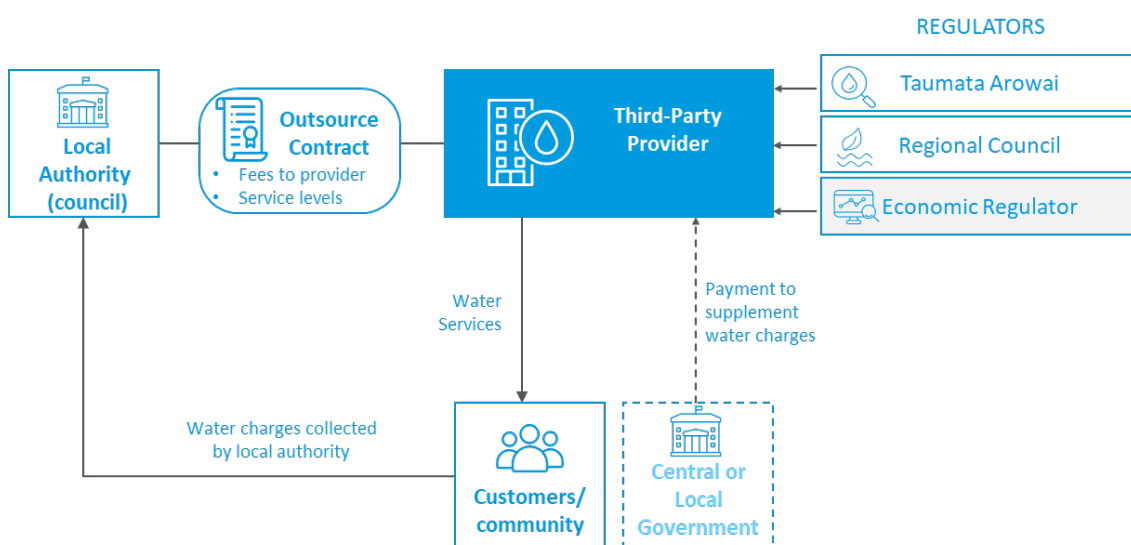 REGULATORS
Taumata Arowai
Regional Council
Economic Regulator
Local
Authority
(council)
Outsource
Contract
• Fees to provider
• Service levels
Third-Party
Provider
Water
Services
Payment to
supplement
water charges
Water charges collected
by local authority
Customers/
community
Central or
Local
Government